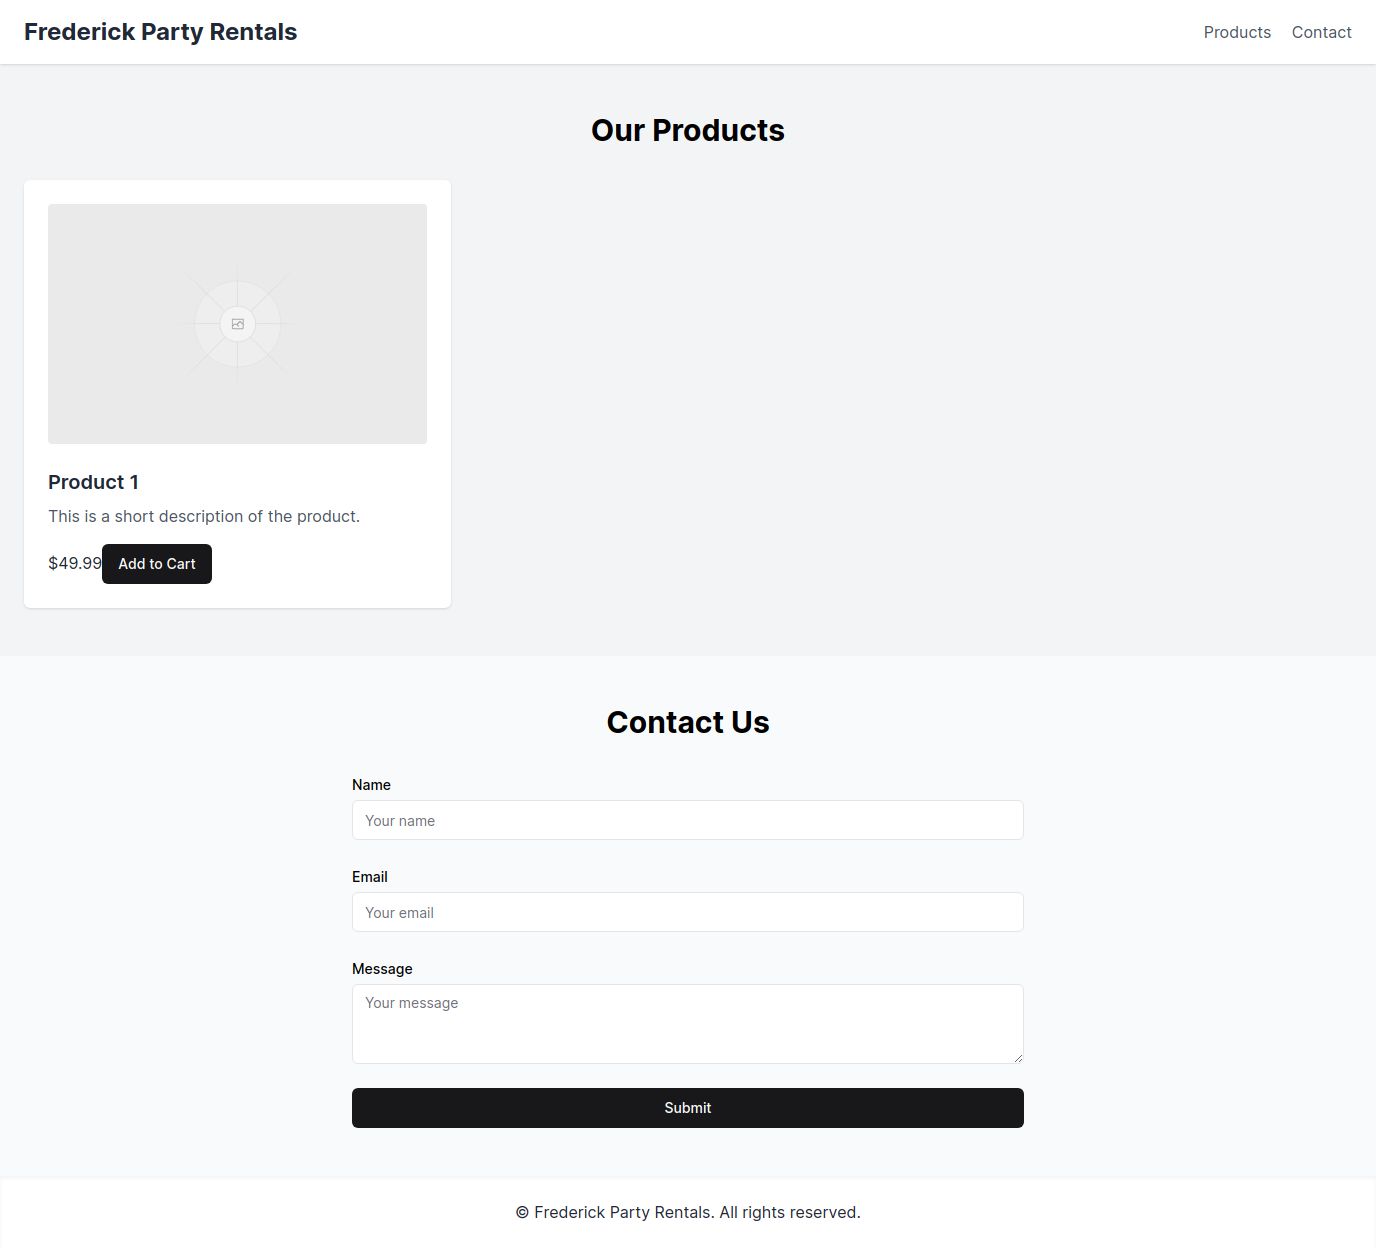 Frederick Party Rentals
Products Contact
Our Products
Product 1
This is a short description of the product.
$49.99 Add to Cart
Contact Us
Name
Your name
Email
Your email
Message
Your message
Submit
© Frederick Party Rentals. All rights reserved.